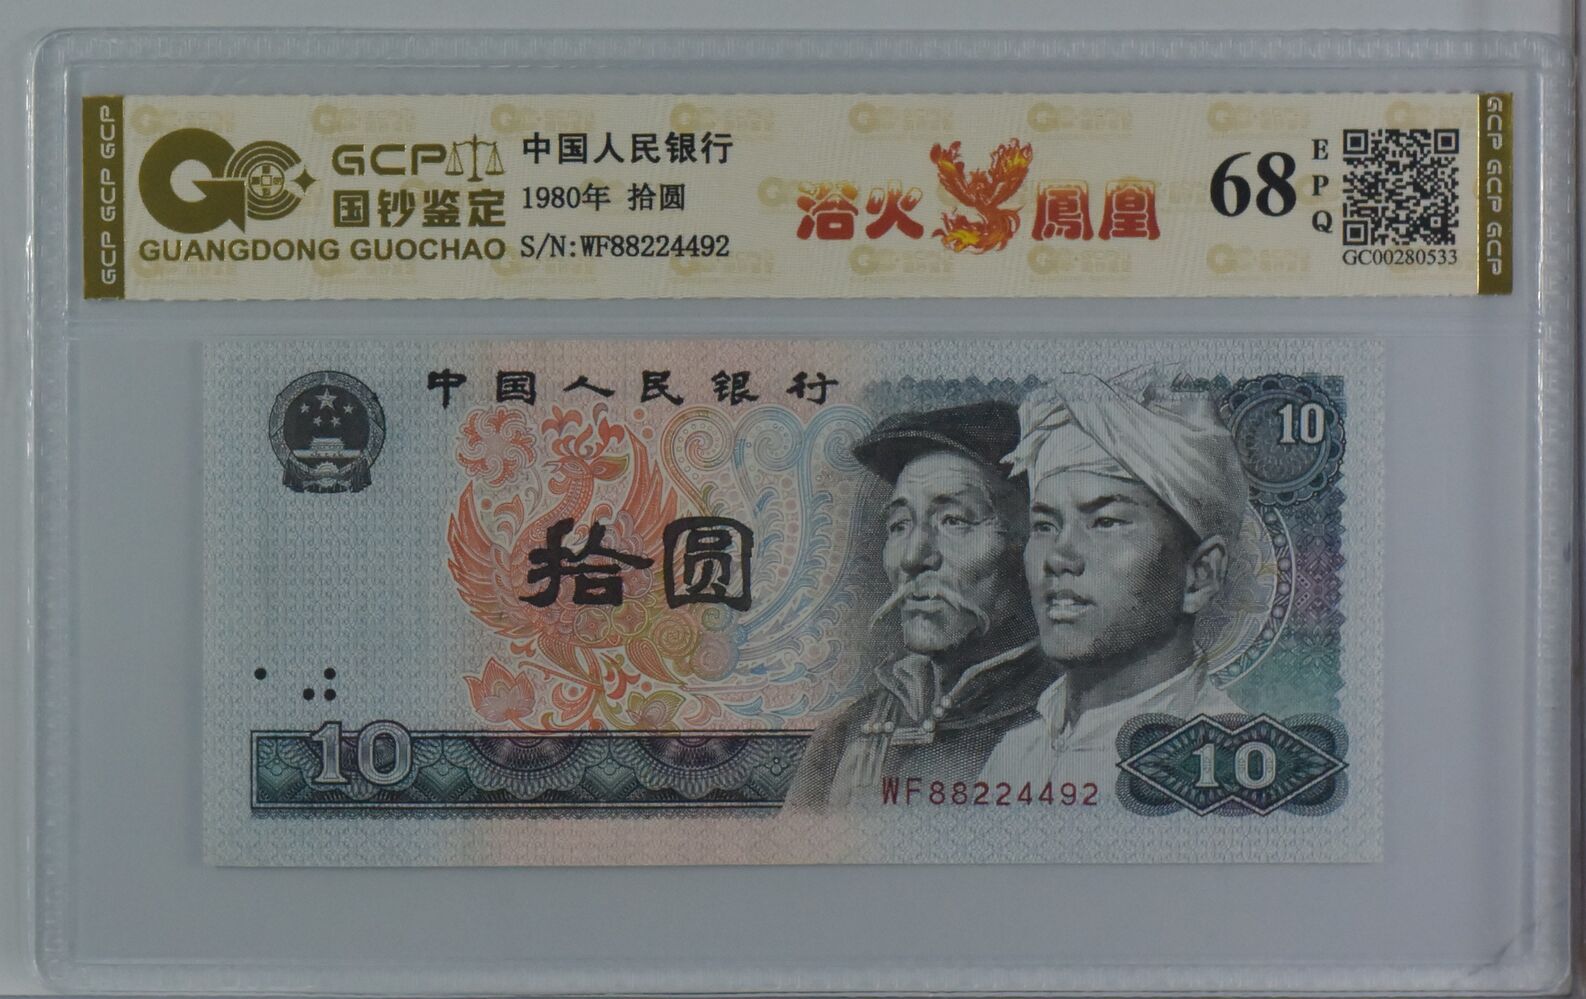 GCP
国钞鉴定
GUANGDONG GUOCHAO
中国人民银行
1980年 拾圆
S/N:WF88224492
浴火鳳凰
68
EPQ
GC00280533
GCP GCP GCP
GCP GCP GCP
中国人民银行
10
拾圆
10
WF88224492
10